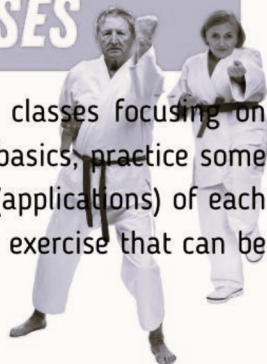 SES
classes focusing on
basics, practice some
(applications) of each
exercise that can be